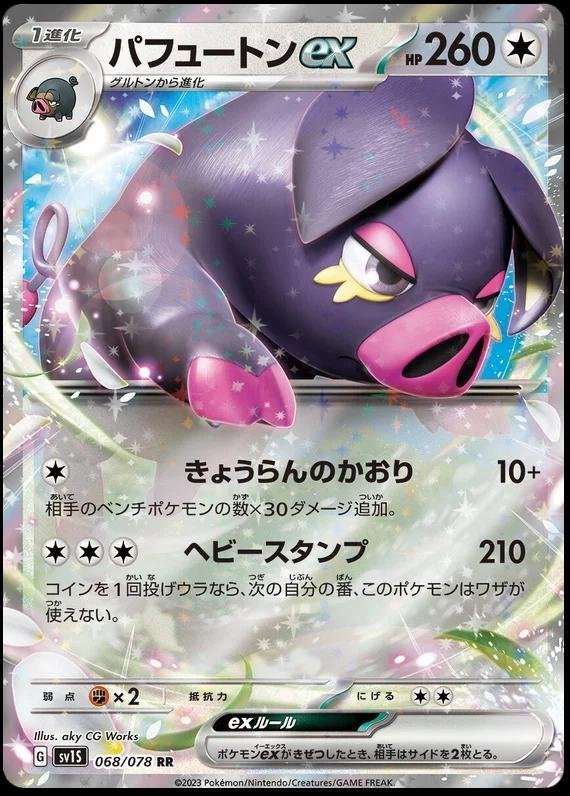 1進化
パフュートンex
HP260
グルトンから進化
きょうらんのかおり 10+
相手のベンチポケモンの数×30ダメージ追加。
ヘビースタンプ 210
コインを1回投げウラなら、次の自分の番、このポケモンはワザが
使えない。
弱点 ×2 抵抗力 にげる
exルール
ポケモンexがきぜつしたとき、相手はサイドを2枚とる。
Illus. aky CG Works
G sv1S 068/078 RR
©2023 Pokémon/Nintendo/Creatures/GAME FREAK.